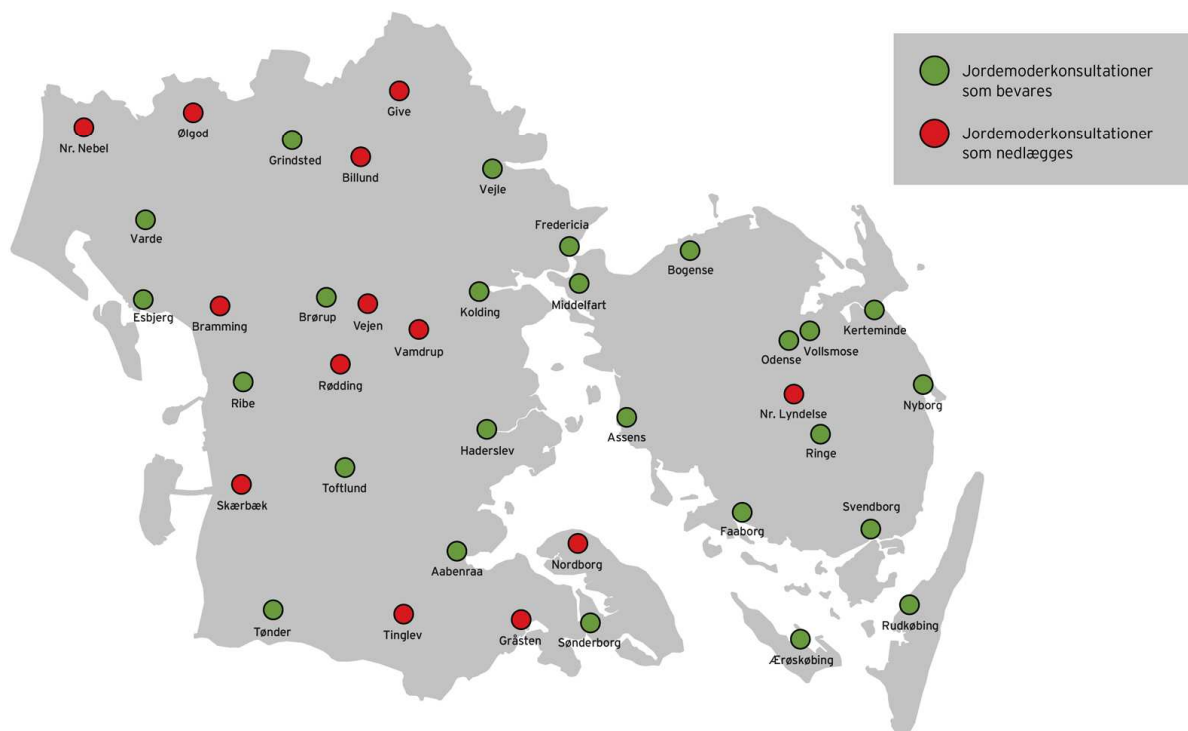 Jordemoderkonsultationer
som bevares
Jordemoderkonsultationer
som nedlægges
Give
Ølgod
Nr. Nebel
Grindsted
Billund
Vejle
Varde
Fredericia
Bogense
Esbjerg
Bramming
Brørup
Vejen
Kolding
Middelfart
Vamdrup
Kerteminde
Vollsmose
Odense
Rødding
Ribe
Nyborg
Nr. Lyndelse
Assens
Haderslev
Ringe
Toftlund
Skærbæk
Svendborg
Faaborg
Nordborg
Aabenraa
Rudkøbing
Tønder
Tinglev
Gråsten
Sønderborg
Ærøskøbing